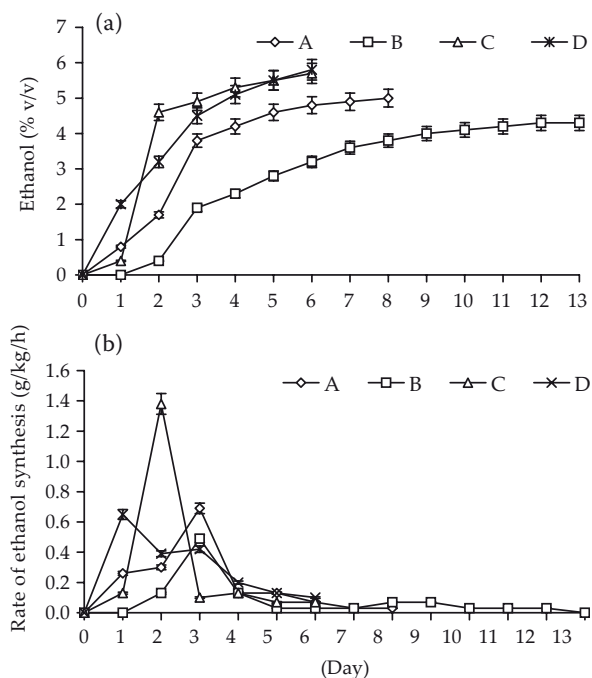 (a)
A B C D
Ethanol (% v/v)
7
6
5
4
3
2
1
0
0 1 2 3 4 5 6 7 8 9 10 11 12 13
(b)
A B C D
Rate of ethanol synthesis (g/kg/h)
1.6
1.4
1.2
1.0
0.8
0.6
0.4
0.2
0.0
0 1 2 3 4 5 6 7 8 9 10 11 12 13
(Day)